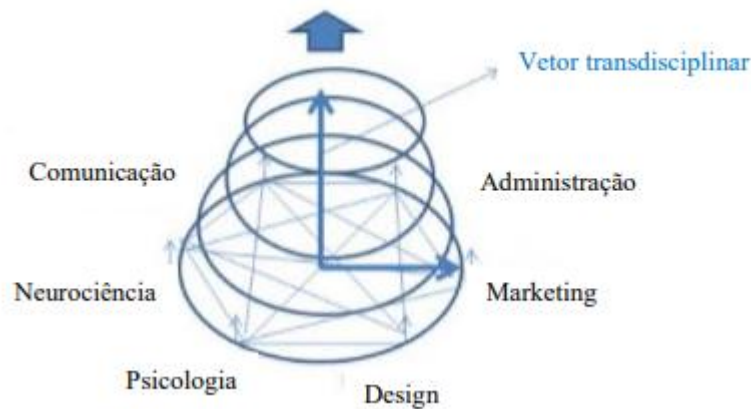 Vetor transdisciplinar
Comunicação
Administração
Neurociência
Marketing
Psicologia
Design